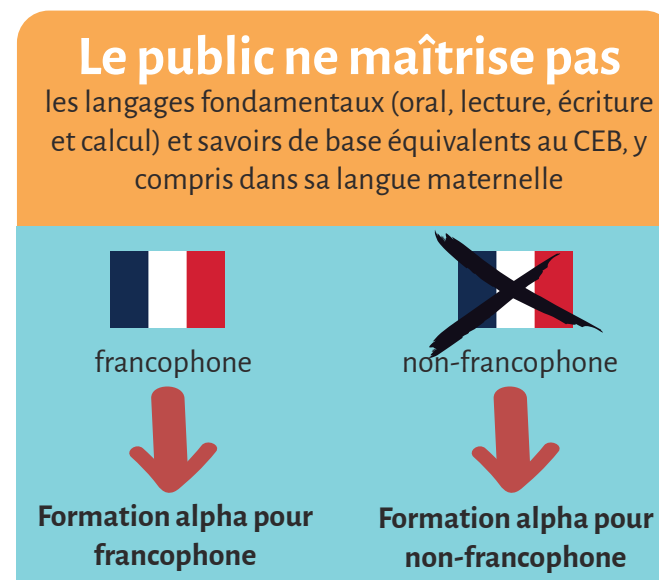 Le public ne maîtrise pas
les langages fondamentaux (oral, lecture, écriture
et calcul) et savoirs de base équivalents au CEB, y
compris dans sa langue maternelle
francophone
non-francophone
Formation alpha pour
francophone
Formation alpha pour
non-francophone